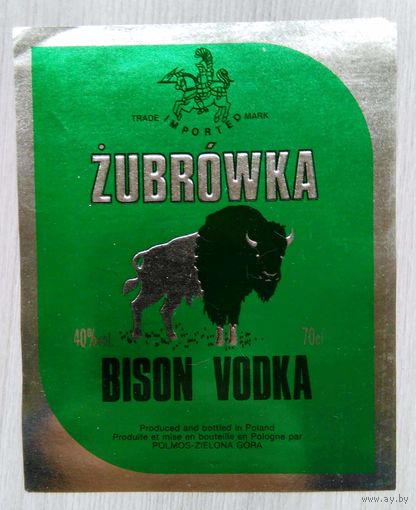 TRADE IMPORTED MARK
ŻUBRÓWKA
40% vol. 70cl
BISON VODKA
Produced and bottled in Poland
Produite et mise en bouteille en Pologne par
POLMOS-ZIELONA GÓRA
www.ay.by